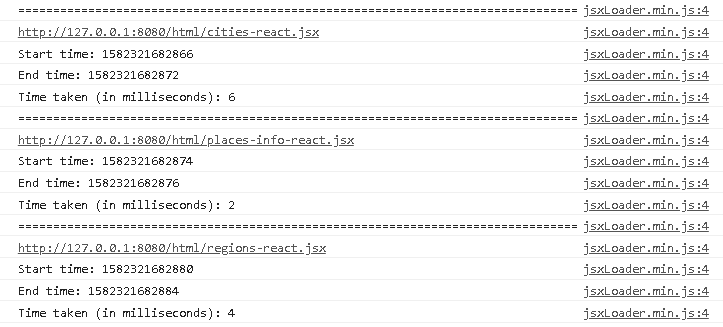 ================================================================================ jsxLoader.min.js:4
http://127.0.0.1:8080/html/cities-react.jsx jsxLoader.min.js:4
Start time: 1582321682866 jsxLoader.min.js:4
End time: 1582321682872 jsxLoader.min.js:4
Time taken (in milliseconds): 6 jsxLoader.min.js:4
================================================================================ jsxLoader.min.js:4
http://127.0.0.1:8080/html/places-info-react.jsx jsxLoader.min.js:4
Start time: 1582321682874 jsxLoader.min.js:4
End time: 1582321682876 jsxLoader.min.js:4
Time taken (in milliseconds): 2 jsxLoader.min.js:4
================================================================================ jsxLoader.min.js:4
http://127.0.0.1:8080/html/regions-react.jsx jsxLoader.min.js:4
Start time: 1582321682880 jsxLoader.min.js:4
End time: 1582321682884 jsxLoader.min.js:4
Time taken (in milliseconds): 4 jsxLoader.min.js:4